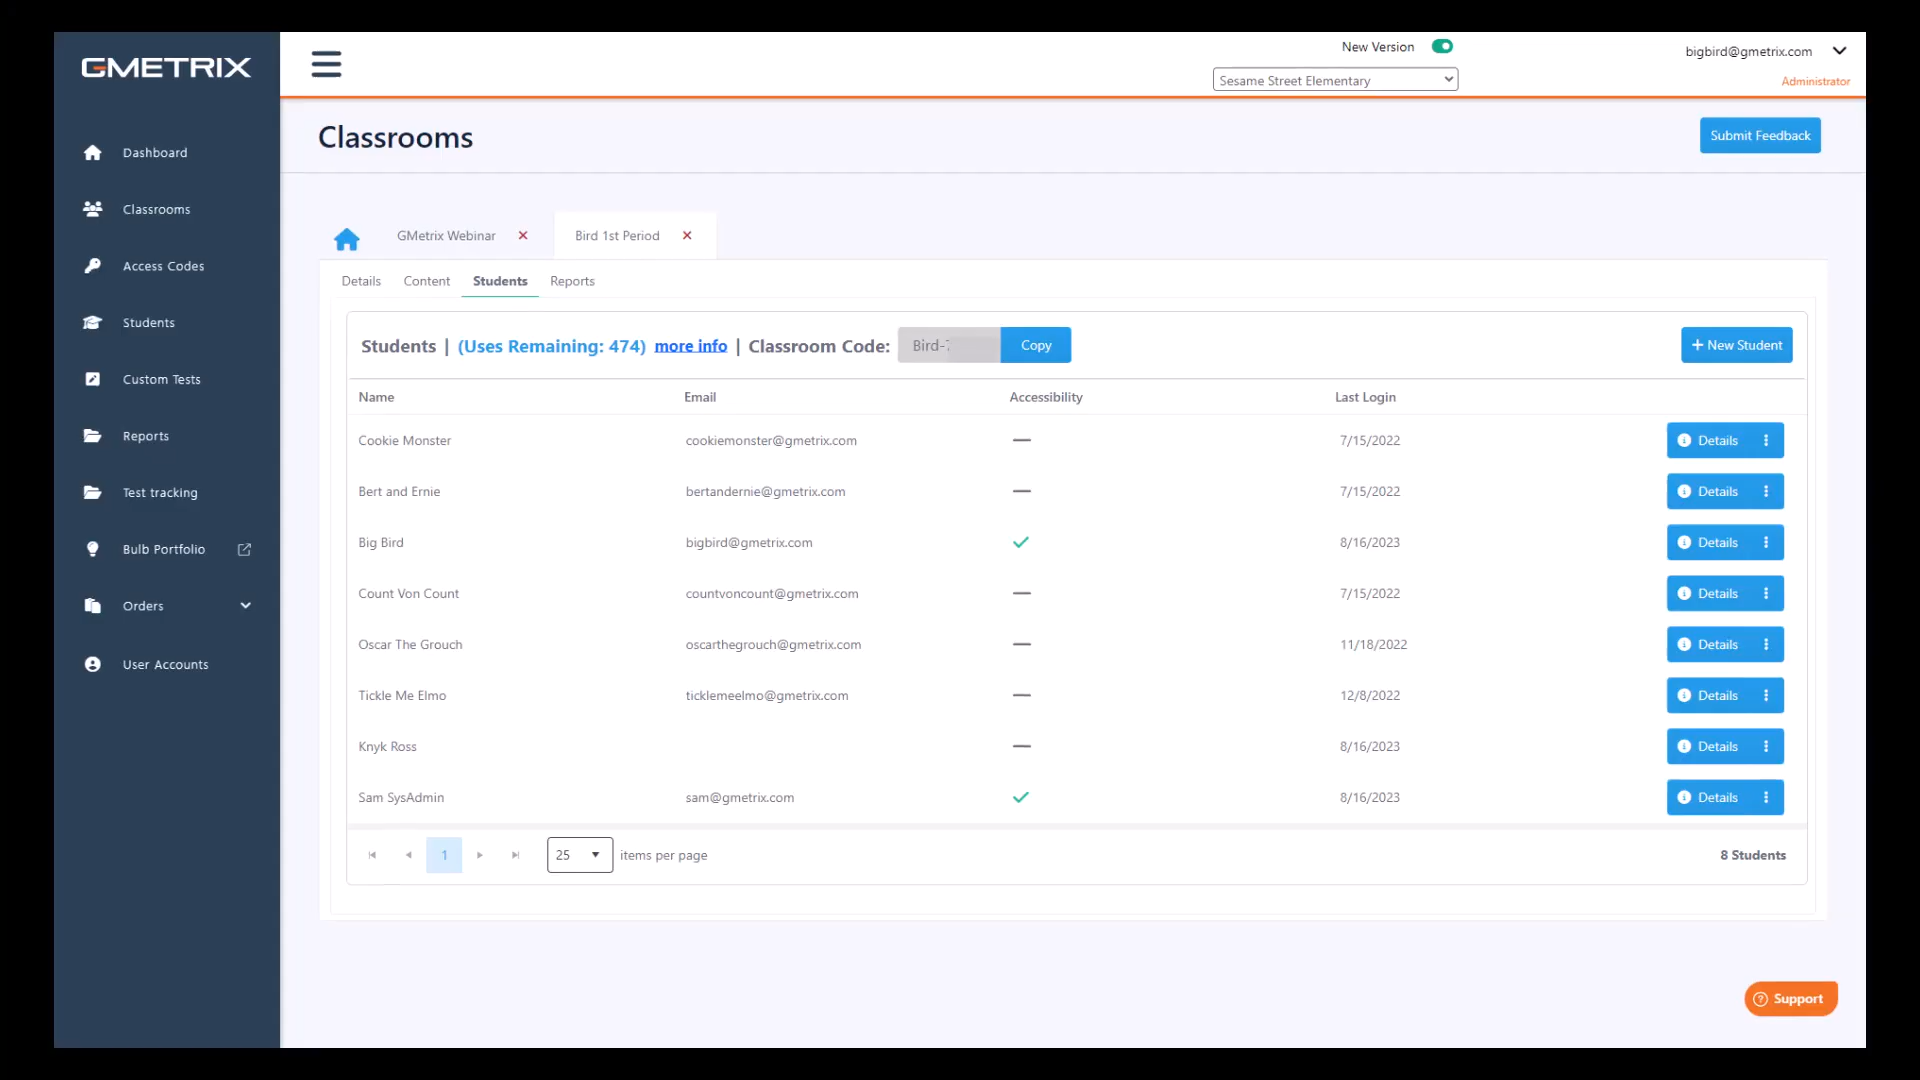 GMETRIX
New Version
bigbird@gmetrix.com
Sesame Street Elementary
Administrator
Classrooms
Submit Feedback
Dashboard
Classrooms
Access Codes
Students
Custom Tests
Reports
Test tracking
Bulb Portfolio
Orders
User Accounts
GMetrix Webinar
Bird 1st Period
Details Content Students Reports
Students | (Uses Remaining: 474) more info | Classroom Code: Bird- Copy
+ New Student
Name Email Accessibility Last Login
Cookie Monster cookiemonster@gmetrix.com 7/15/2022 Details
Bert and Ernie bertandernie@gmetrix.com 7/15/2022 Details
Big Bird bigbird@gmetrix.com 8/16/2023 Details
Count Von Count countvoncount@gmetrix.com 7/15/2022 Details
Oscar The Grouch oscarthegrouch@gmetrix.com 11/18/2022 Details
Tickle Me Elmo ticklemeelmo@gmetrix.com 12/8/2022 Details
Knyk Ross 8/16/2023 Details
Sam SysAdmin sam@gmetrix.com 8/16/2023 Details
1 25 items per page 8 Students
Support